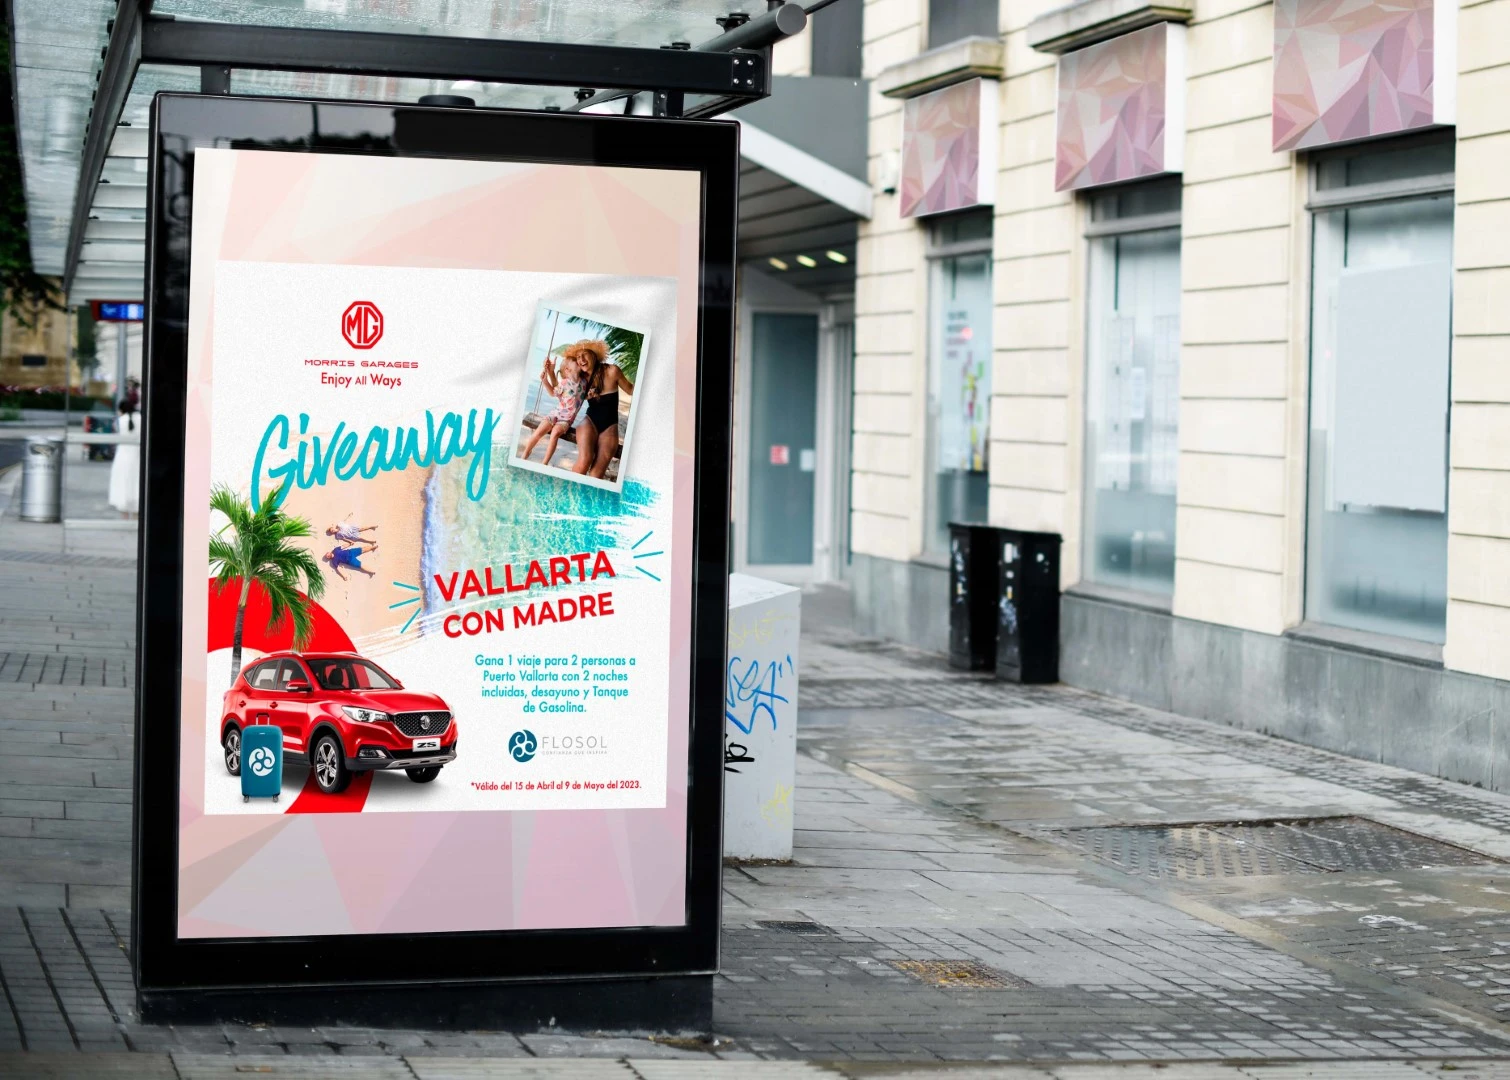 MG
MORRIS GARAGES
Enjoy All Ways
Giveaway
VALLARTA
CON MADRE
Gana 1 viaje para 2 personas a
Puerto Vallarta con 2 noches
incluidas, desayuno y Tanque
de Gasolina.
FLOSOL
ZS
*Válido del 15 de Abril al 9 de Mayo del 2023.